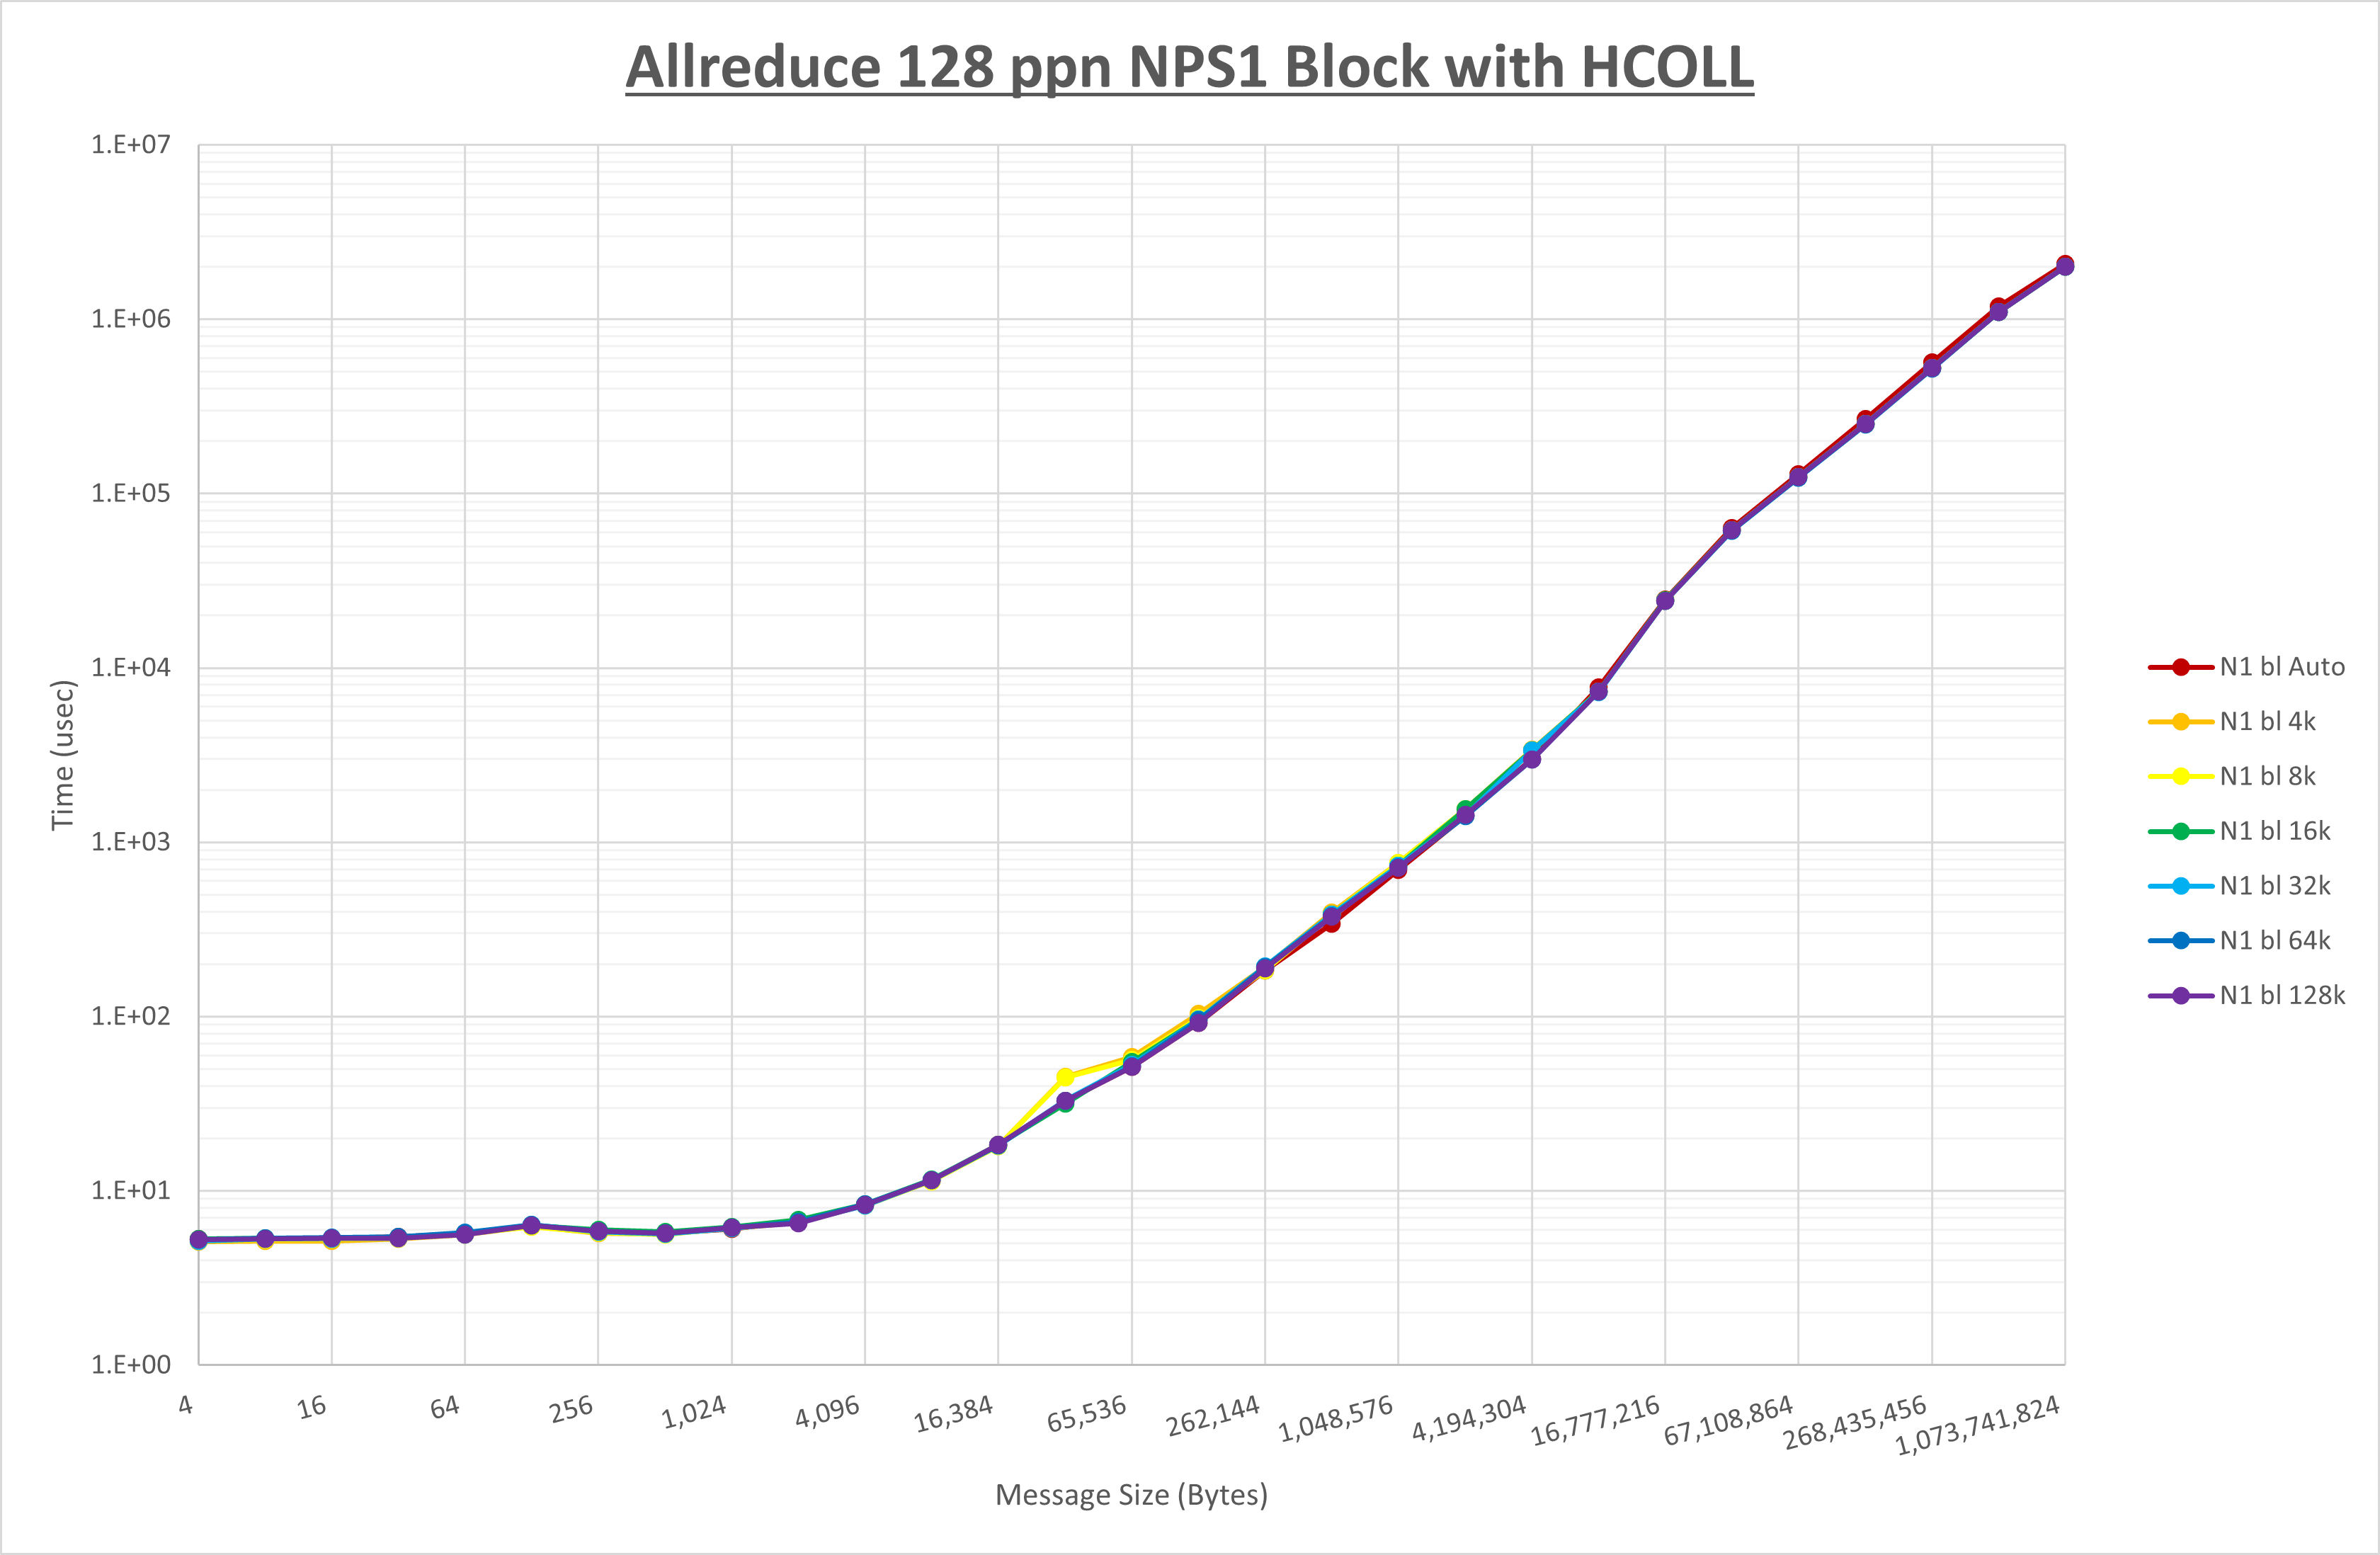 Allreduce 128 ppn NPS1 Block with HCOLL
1.E+07
1.E+06
1.E+05
1.E+04
1.E+03
1.E+02
1.E+01
1.E+00
Time (usec)
4
16
64
256
1,024
4,096
16,384
65,536
262,144
1,048,576
4,194,304
16,777,216
67,108,864
268,435,456
1,073,741,824
Message Size (Bytes)
N1 bl Auto
N1 bl 4k
N1 bl 8k
N1 bl 16k
N1 bl 32k
N1 bl 64k
N1 bl 128k